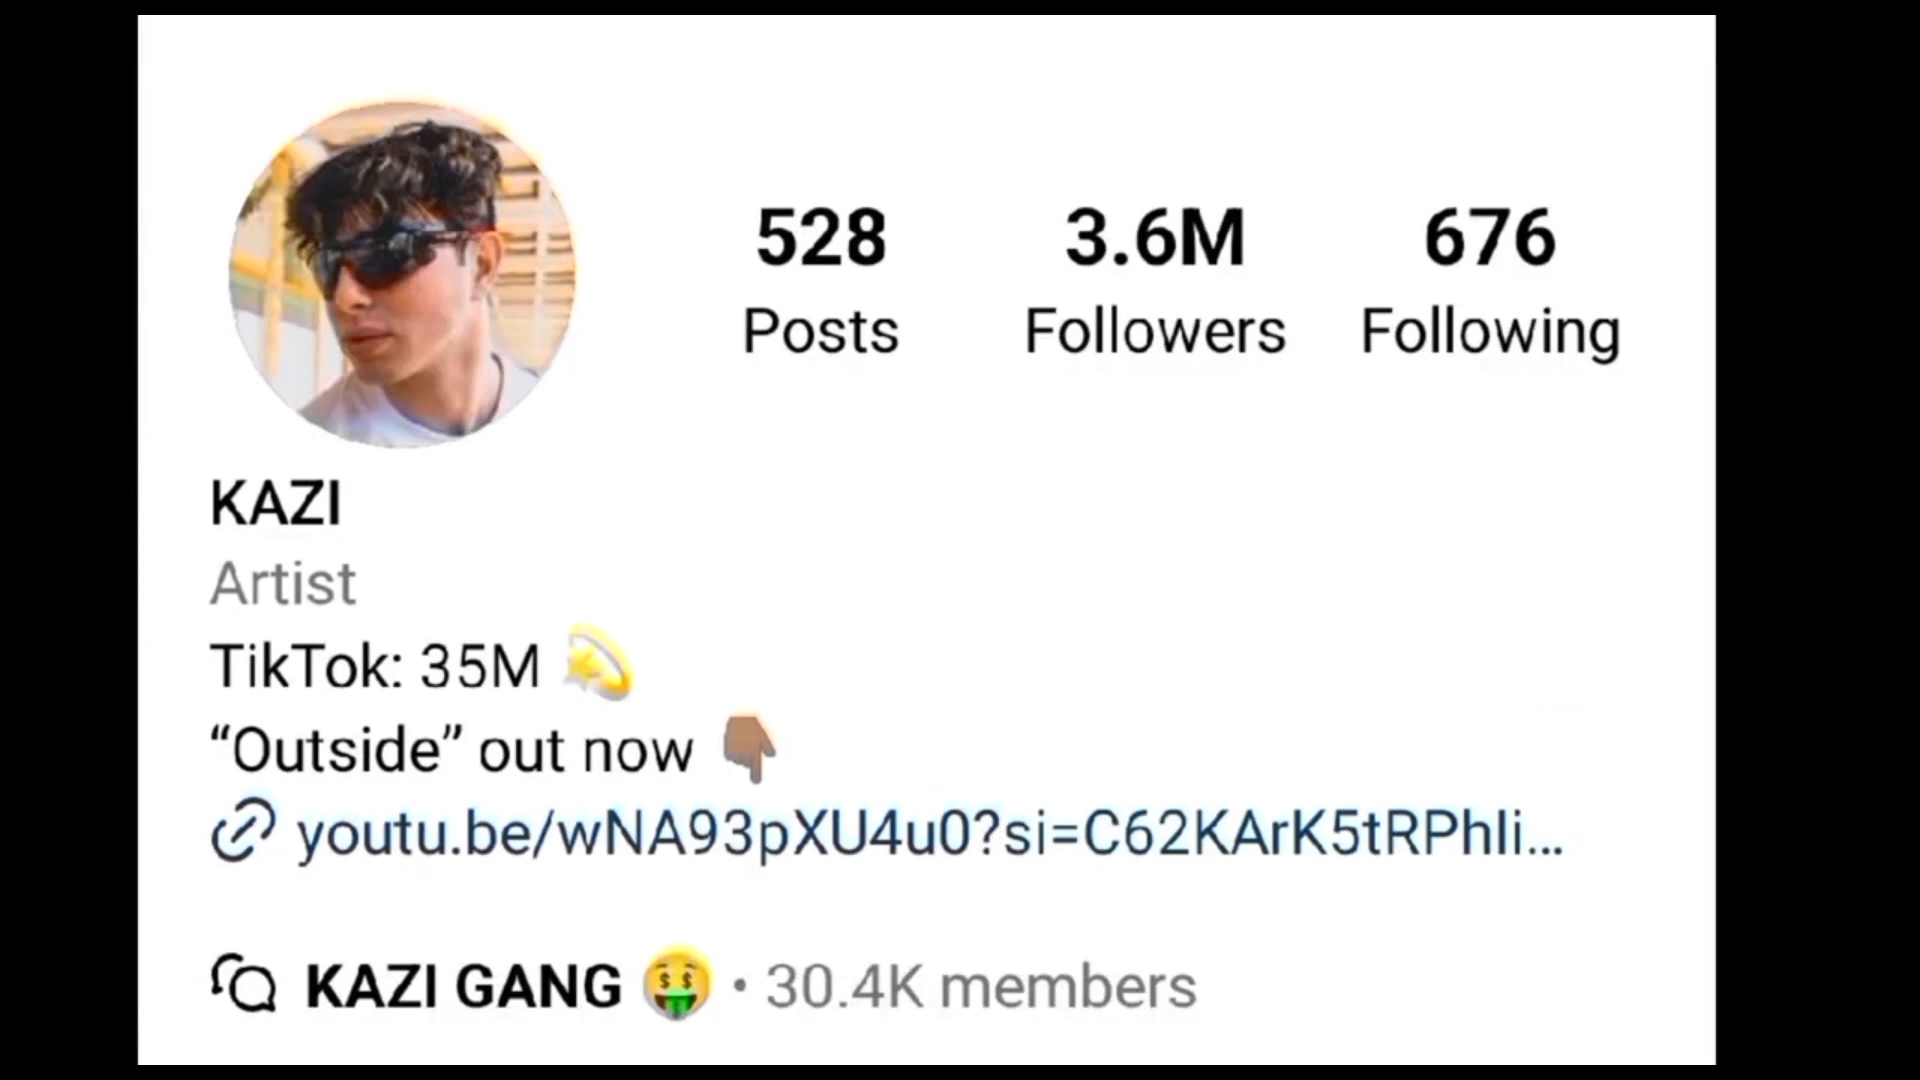 528 3.6M 676
Posts Followers Following
KAZI
Artist
TikTok: 35M 💫
“Outside” out now 👇🏽
youtu.be/wNA93pXU4u0?si=C62KArK5tRPhIi...
KAZI GANG 🤑 • 30.4K members